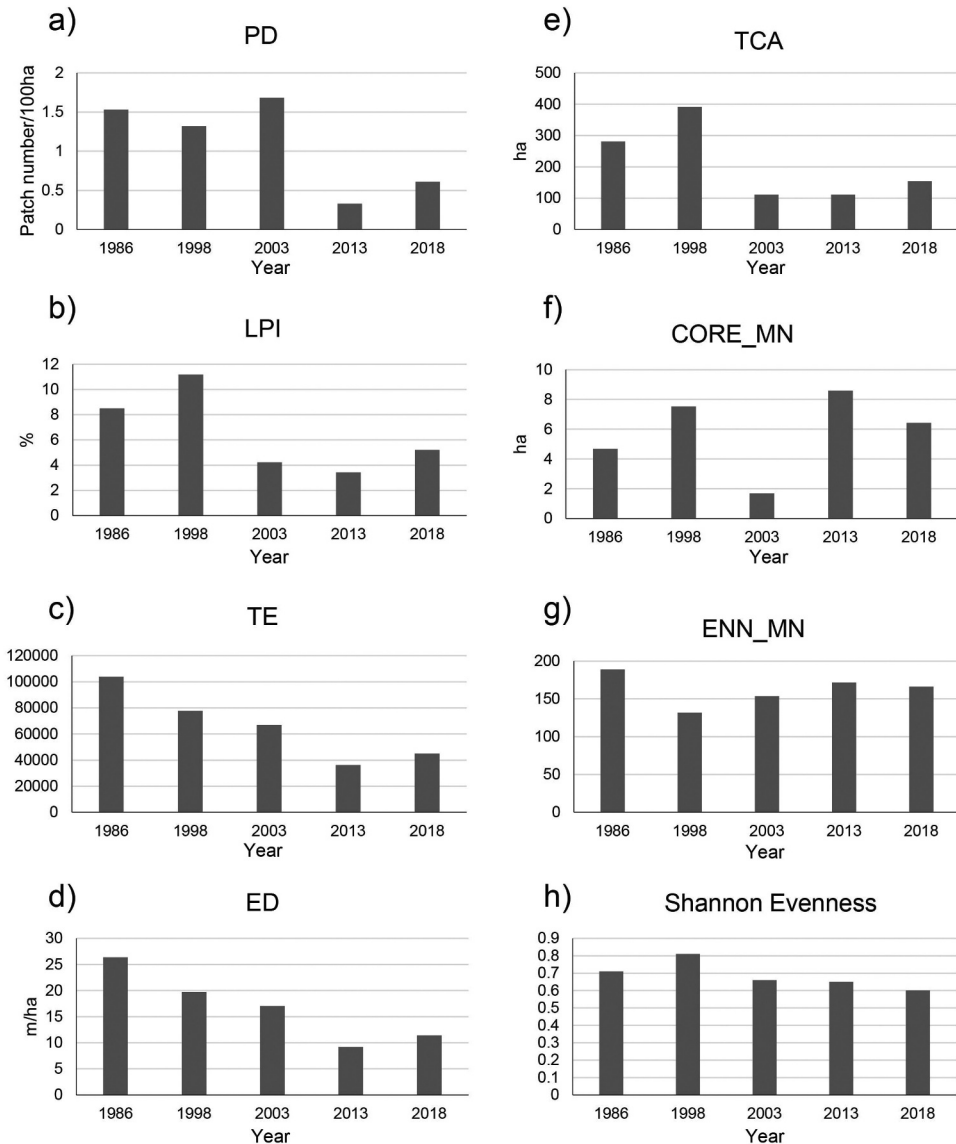 a)
PD
Patch number/100ha
2
1.5
1
0.5
0
1986 1998 2003 2013 2018
Year
b)
LPI
%
12
10
8
6
4
2
0
1986 1998 2003 2013 2018
Year
c)
TE
120000
100000
80000
60000
40000
20000
0
1986 1998 2003 2013 2018
Year
d)
ED
m/ha
30
25
20
15
10
5
0
1986 1998 2003 2013 2018
Year
e)
TCA
ha
500
400
300
200
100
0
1986 1998 2003 2013 2018
Year
f)
CORE_MN
ha
10
8
6
4
2
0
1986 1998 2003 2013 2018
Year
g)
ENN_MN
200
150
100
50
0
1986 1998 2003 2013 2018
Year
h)
Shannon Evenness
0.9
0.8
0.7
0.6
0.5
0.4
0.3
0.2
0.1
0
1986 1998 2003 2013 2018
Year